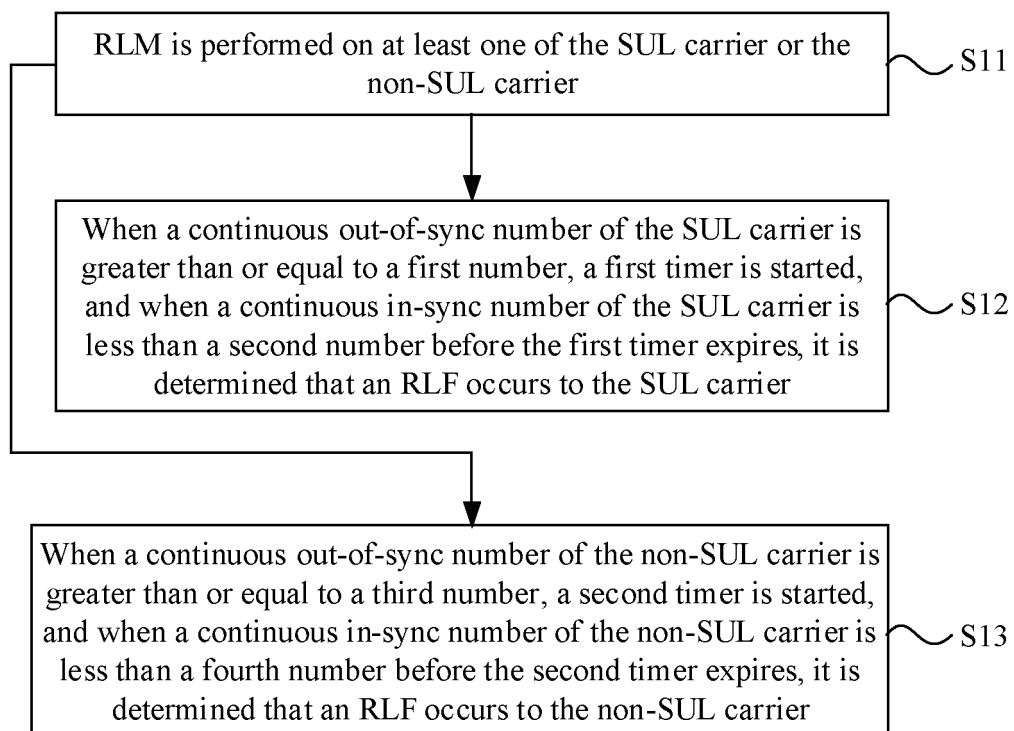 RLM is performed on at least one of the SUL carrier or the
non-SUL carrier
S11
When a continuous out-of-sync number of the SUL carrier is
greater than or equal to a first number, a first timer is started,
and when a continuous in-sync number of the SUL carrier is
less than a second number before the first timer expires, it is
determined that an RLF occurs to the SUL carrier
S12
When a continuous out-of-sync number of the non-SUL carrier is
greater than or equal to a third number, a second timer is started,
and when a continuous in-sync number of the non-SUL carrier is
less than a fourth number before the second timer expires, it is
determined that an RLF occurs to the non-SUL carrier
S13